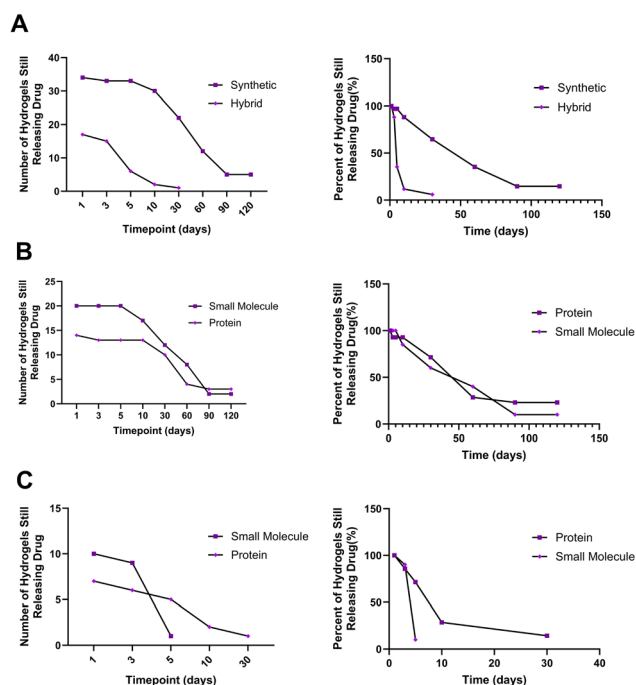 A
Number of Hydrogels Still
Releasing Drug
40
30
20
10
0
1
3
5
10
30
60
90
120
Timepoint (days)
Synthetic
Hybrid
Percent of Hydrogels Still
Releasing Drug(%)
150
100
50
0
0
50
100
150
Time (days)
Synthetic
Hybrid
B
Number of Hydrogels Still
Releasing Drug
25
20
15
10
5
0
1
3
5
10
30
60
90
120
Timepoint (days)
Small Molecule
Protein
Percent of Hydrogels Still
Releasing Drug(%)
150
100
50
0
0
50
100
150
Time (days)
Protein
Small Molecule
C
Number of Hydrogels Still
Releasing Drug
15
10
5
0
1
3
5
10
30
Timepoint (days)
Small Molecule
Protein
Percent of Hydrogels Still
Releasing Drug(%)
150
100
50
0
0
10
20
30
40
Time (days)
Protein
Small Molecule